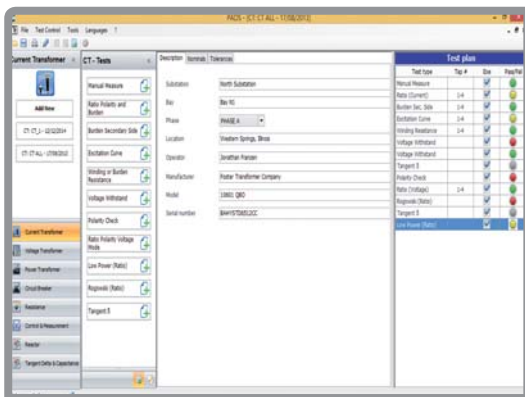 PADS - [CT: CT-ALL - 17/08/2013]
File Test Control Tools Languages ?
Current Transformer
Add New
CT: CT_1 - 12/12/2014
CT: CT-ALL - 17/08/2013
Current Transformer
Voltage Transformer
Power Transformer
Circuit Breaker
Resistance
Control & Measurement
Reactor
Tangent Delta & Capacitance
CT - Tests
Manual Measure
Ratio Polarity and Burden
Burden Secondary Side
Excitation Curve
Winding or Burden Resistance
Voltage Withstand
Polarity Check
Ratio Polarity Voltage Mode
Low Power (Ratio)
Rogowski (Ratio)
Tangent δ
Description Nominals Tolerances
Substation North Substation
Bay Bay N1
Phase PHASE A
Location Western Springs, Illinois
Operator Jonathan Franzen
Manufacturer Foster Transformer Company
Model
Serial number
Test plan
Test type Tap # Exe Pass/Fail
Manual Measure
Ratio (Current) 1-4
Burden Sec. Side 1-4
Excitation Curve 1-4
Winding Resistance 1-4
Voltage Withstand
Voltage Withstand
Tangent δ
Polarity Check
Ratio (Voltage) 1-4
Rogowski (Ratio)
Tangent δ
Low Power (Ratio)